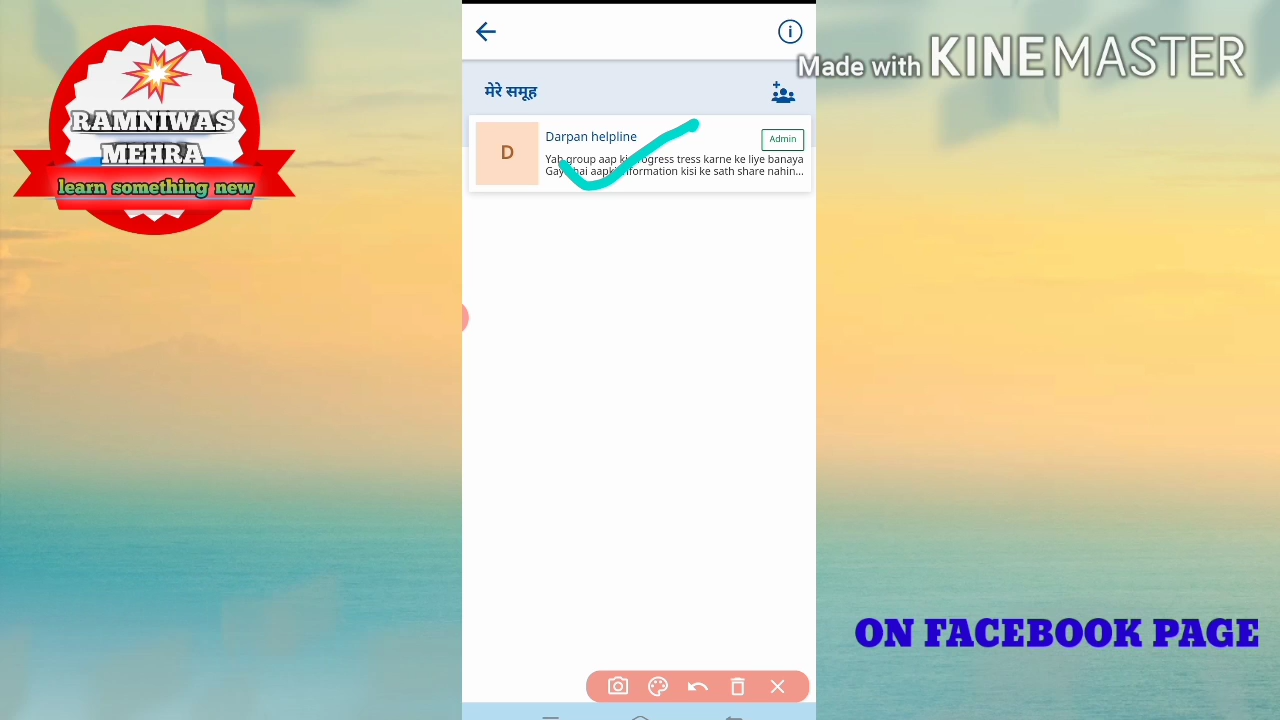 RAMNIWAS
MEHRA
learn something new
Made with KINEMASTER
मेरे समूह
D
Darpan helpline
Admin
Yah group aap ki progress tress karne ke liye banaya
Gaya hai aapki information kisi ke sath share nahin...
ON FACEBOOK PAGE